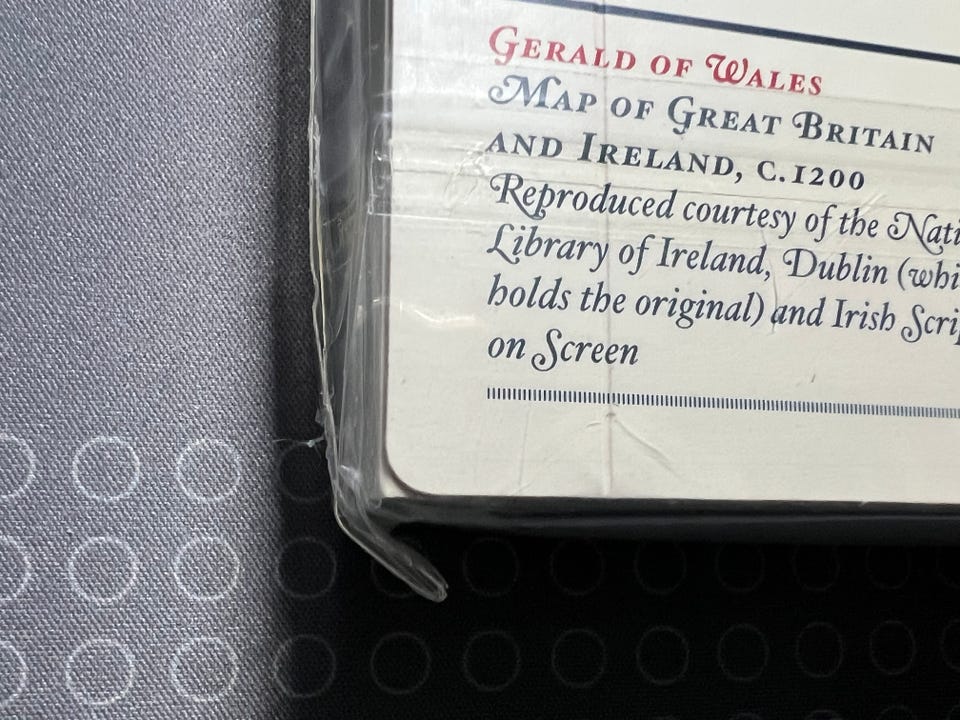 GERALD OF WALES
MAP OF GREAT BRITAIN
AND IRELAND, C.1200
Reproduced courtesy of the
Library of Ireland, Dublin
holds the original) and Irish
on Screen